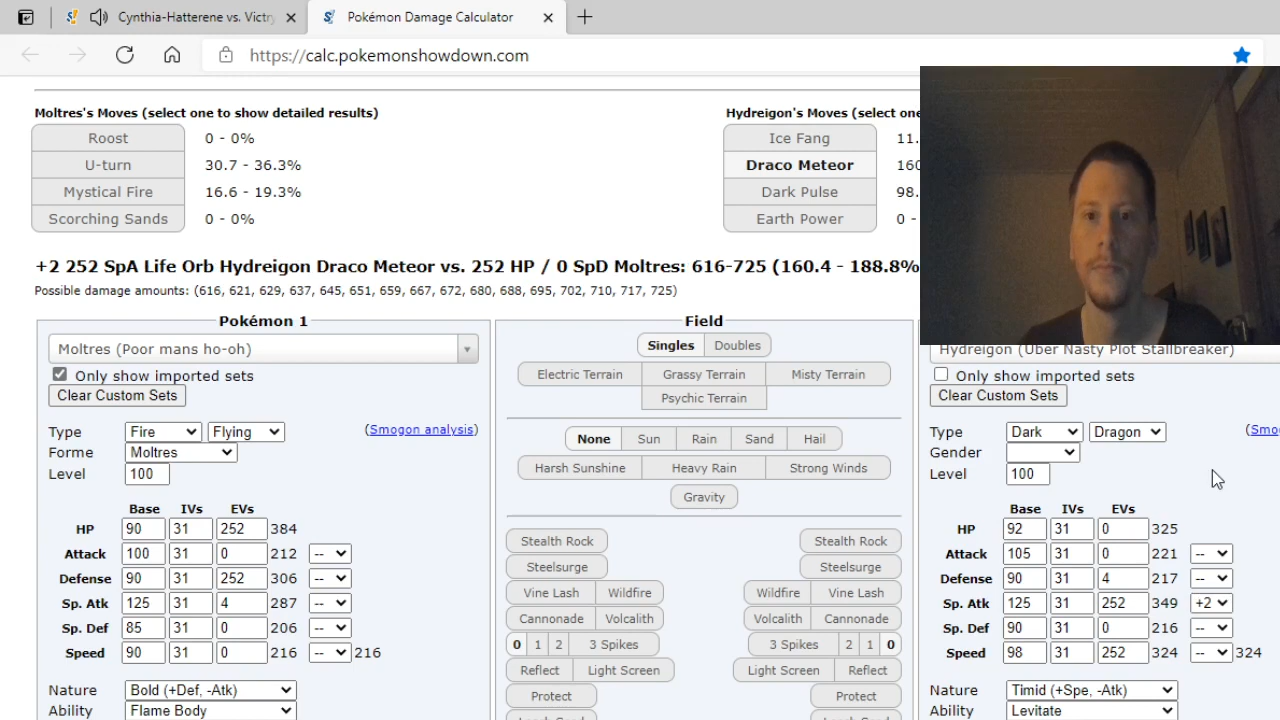 Cynthia-Hatterene vs. Victry
Pokémon Damage Calculator
https://calc.pokemonshowdown.com
Moltres's Moves (select one to show detailed results)
Hydreigon's Moves (select one
Roost 0 - 0%
Ice Fang 11.
U-turn 30.7 - 36.3%
Draco Meteor 160
Mystical Fire 16.6 - 19.3%
Dark Pulse 98.
Scorching Sands 0 - 0%
Earth Power 0 -
+2 252 SpA Life Orb Hydreigon Draco Meteor vs. 252 HP / 0 SpD Moltres: 616-725 (160.4 - 188.8%
Possible damage amounts: (616, 621, 629, 637, 645, 651, 659, 667, 672, 680, 688, 695, 702, 710, 717, 725)
Pokémon 1
Moltres (Poor mans ho-oh)
Only show imported sets
Clear Custom Sets
Type Fire Flying (Smogon analysis)
Forme Moltres
Level 100
Base IVs EVs
HP 90 31 252 384
Attack 100 31 0 212 --
Defense 90 31 252 306 --
Sp. Atk 125 31 4 287 --
Sp. Def 85 31 0 206 --
Speed 90 31 0 216 -- 216
Nature Bold (+Def, -Atk)
Ability Flame Body
Field
Singles Doubles
Electric Terrain Grassy Terrain Misty Terrain
Psychic Terrain
None Sun Rain Sand Hail
Harsh Sunshine Heavy Rain Strong Winds
Gravity
Stealth Rock Stealth Rock
Steelsurge Steelsurge
Vine Lash Wildfire Wildfire Vine Lash
Cannonade Volcalith Volcalith Cannonade
0 1 2 3 Spikes 3 Spikes 2 1 0
Reflect Light Screen Light Screen Reflect
Protect Protect
Hydreigon (Uber Nasty Plot Stallbreaker)
Only show imported sets
Clear Custom Sets
Type Dark Dragon (Smo
Gender
Level 100
Base IVs EVs
HP 92 31 0 325
Attack 105 31 0 221 --
Defense 90 31 4 217 --
Sp. Atk 125 31 252 349 +2
Sp. Def 90 31 0 216 --
Speed 98 31 252 324 -- 324
Nature Timid (+Spe, -Atk)
Ability Levitate